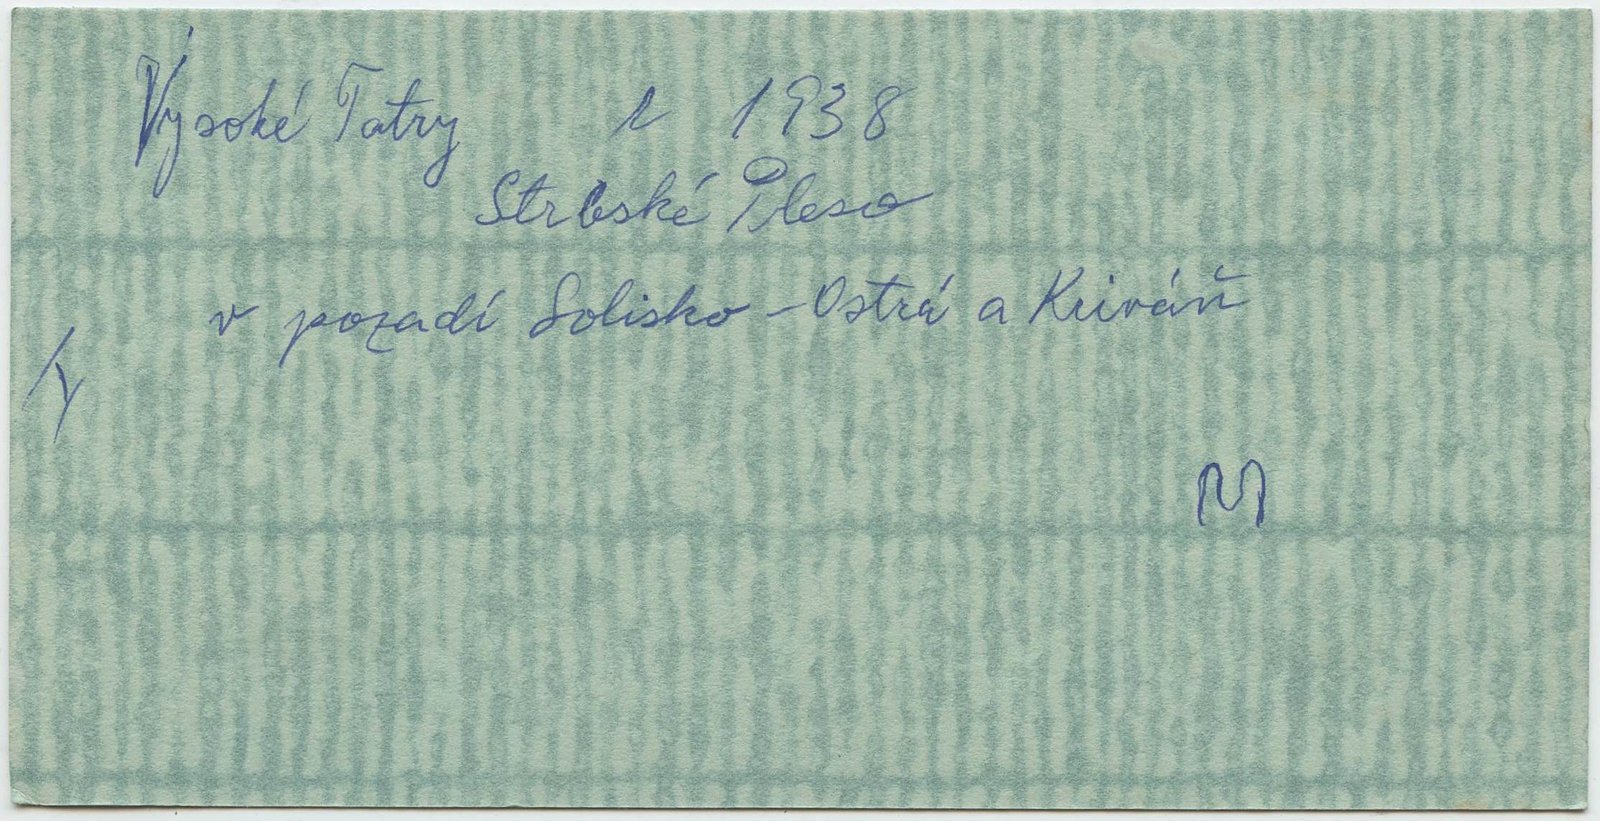 Vysoké Tatry r 1938
Strbské Pleso
v pozadí Solisko - Ostrá a Kriváň
M